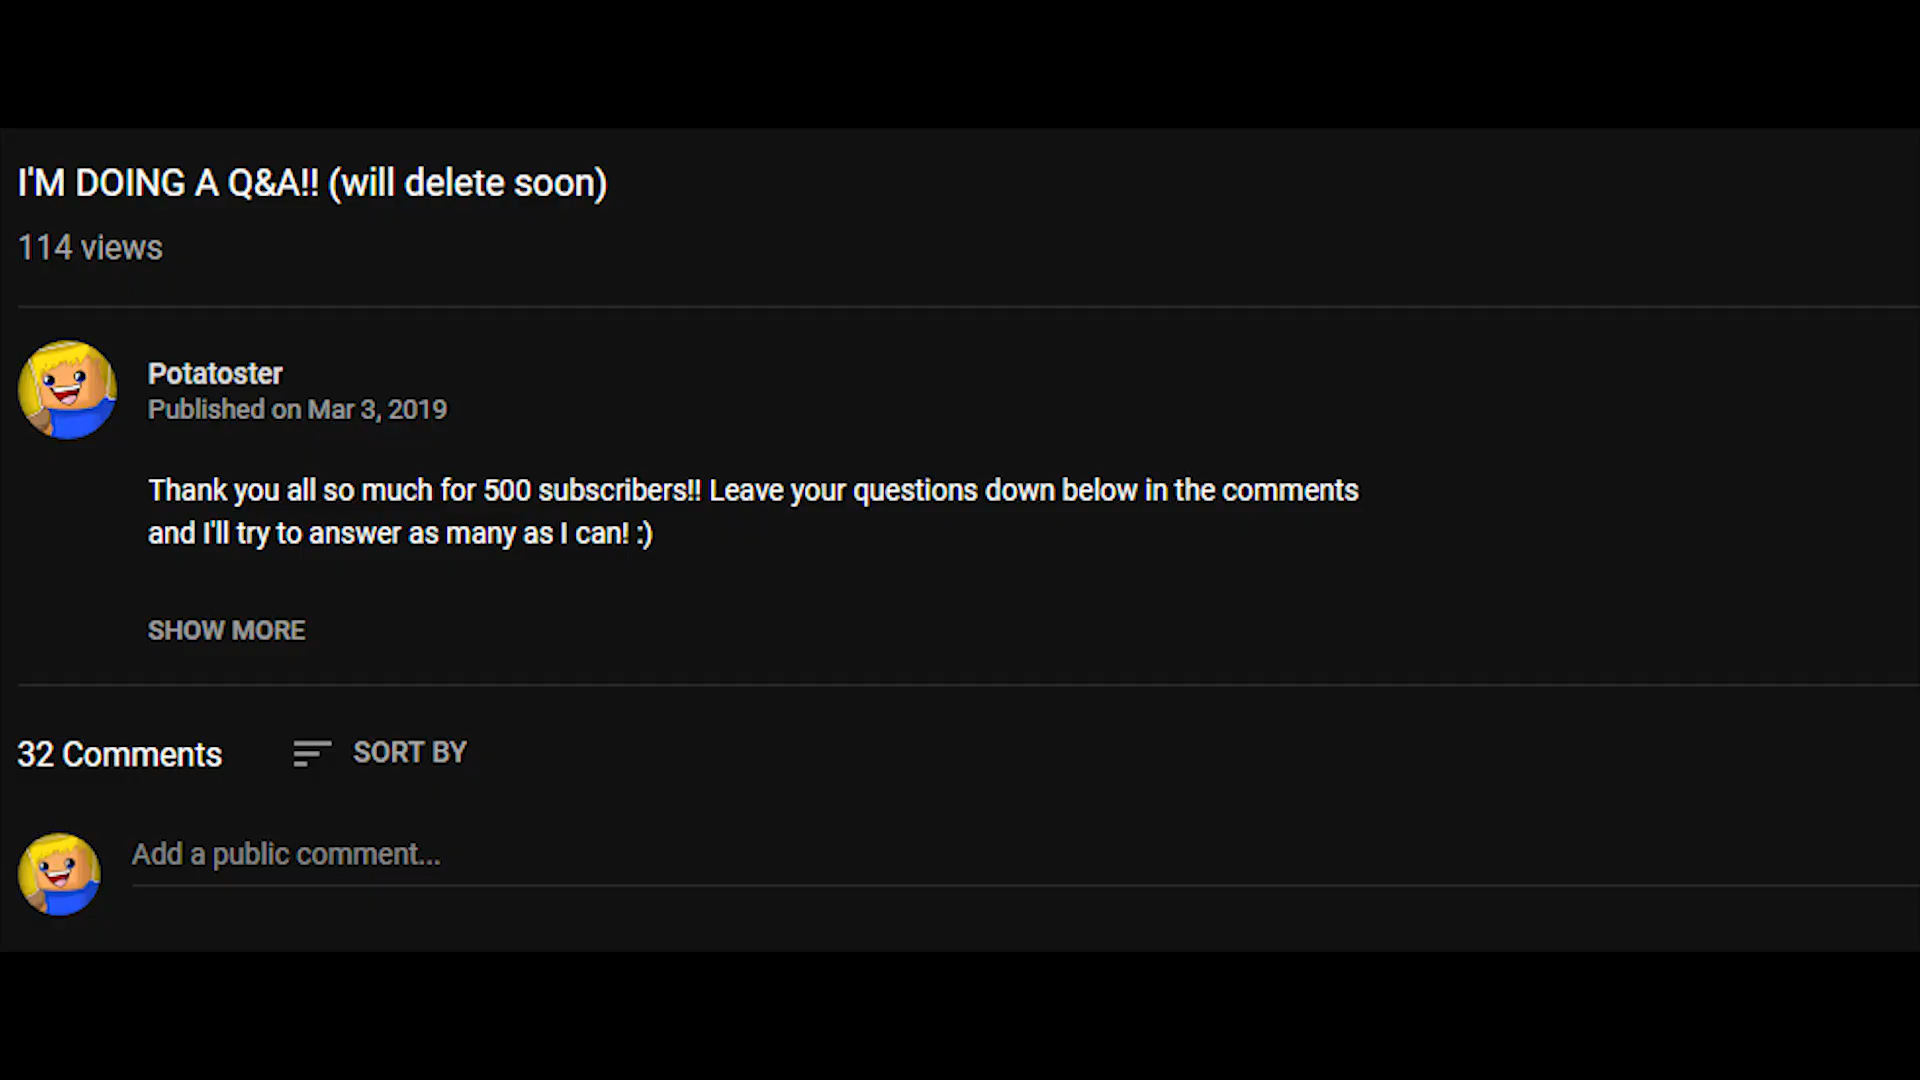 I'M DOING A Q&A!! (will delete soon)
114 views
Potatoster
Published on Mar 3, 2019
Thank you all so much for 500 subscribers!! Leave your questions down below in the comments
and I'll try to answer as many as I can! :)
SHOW MORE
32 Comments SORT BY
Add a public comment...